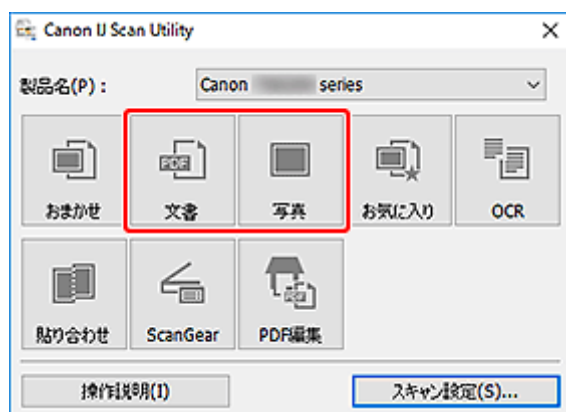 Canon IJ Scan Utility
製品名(P) :
Canon series
おまかせ
PDF
文書
写真
お気に入り
OCR
貼り合わせ
ScanGear
PDF
PDF編集
操作説明(I)
スキャン設定(S)...